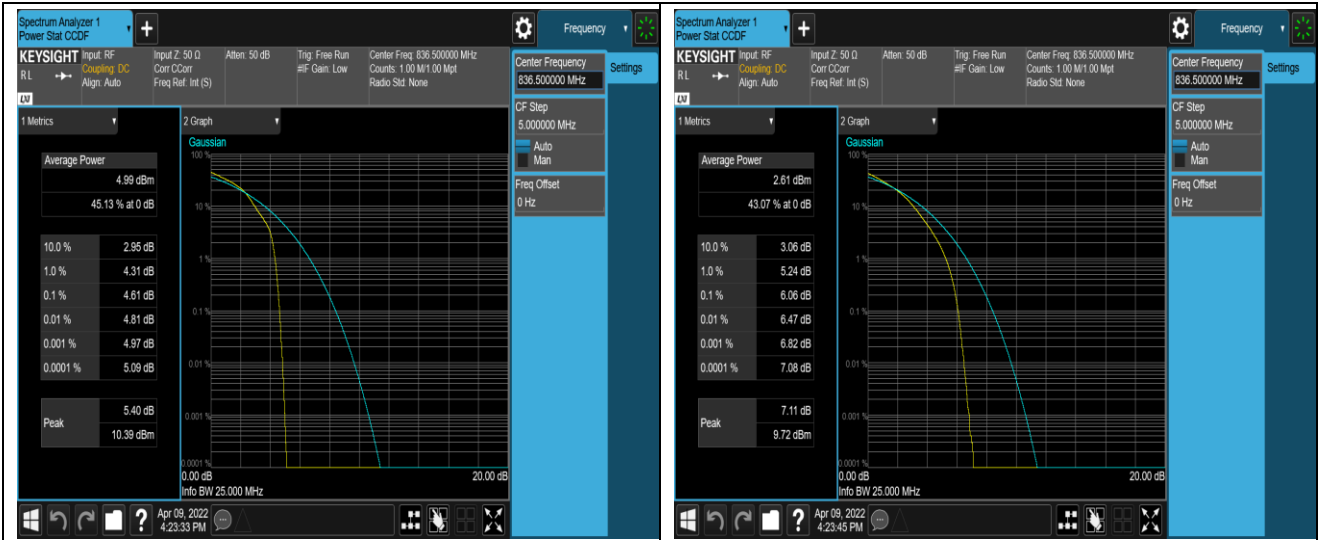 Spectrum Analyzer 1
Power Stat CCDF
Frequency
KEYSIGHT
Input: RF
Coupling: DC
Align: Auto
Input Z: 50 Ω
Corr CCorr
Freq Ref: Int (S)
Atten: 50 dB
Trig: Free Run
#IF Gain: Low
Center Freq: 836.500000 MHz
Counts: 1.00 M/1.00 Mpt
Radio Std: None
RL
LXI
Center Frequency
836.500000 MHz
Settings
CF Step
5.000000 MHz
Auto
Man
Freq Offset
0 Hz
1 Metrics
2 Graph
Gaussian
Average Power
4.99 dBm
45.13 % at 0 dB
10.0 % 2.95 dB
1.0 % 4.31 dB
0.1 % 4.61 dB
0.01 % 4.81 dB
0.001 % 4.97 dB
0.0001 % 5.09 dB
Peak
5.40 dB
10.39 dBm
100 %
10 %
1 %
0.1 %
0.01 %
0.001 %
0.0001 %
0.00 dB
20.00 dB
Info BW 25.000 MHz
?
Apr 09, 2022
4:23:33 PM
Spectrum Analyzer 1
Power Stat CCDF
Frequency
KEYSIGHT
Input: RF
Coupling: DC
Align: Auto
Input Z: 50 Ω
Corr CCorr
Freq Ref: Int (S)
Atten: 50 dB
Trig: Free Run
#IF Gain: Low
Center Freq: 836.500000 MHz
Counts: 1.00 M/1.00 Mpt
Radio Std: None
RL
LXI
Center Frequency
836.500000 MHz
Settings
CF Step
5.000000 MHz
Auto
Man
Freq Offset
0 Hz
1 Metrics
2 Graph
Gaussian
Average Power
2.61 dBm
43.07 % at 0 dB
10.0 % 3.06 dB
1.0 % 5.24 dB
0.1 % 6.06 dB
0.01 % 6.47 dB
0.001 % 6.82 dB
0.0001 % 7.08 dB
Peak
7.11 dB
9.72 dBm
100 %
10 %
1 %
0.1 %
0.01 %
0.001 %
0.0001 %
0.00 dB
20.00 dB
Info BW 25.000 MHz
?
Apr 09, 2022
4:23:45 PM